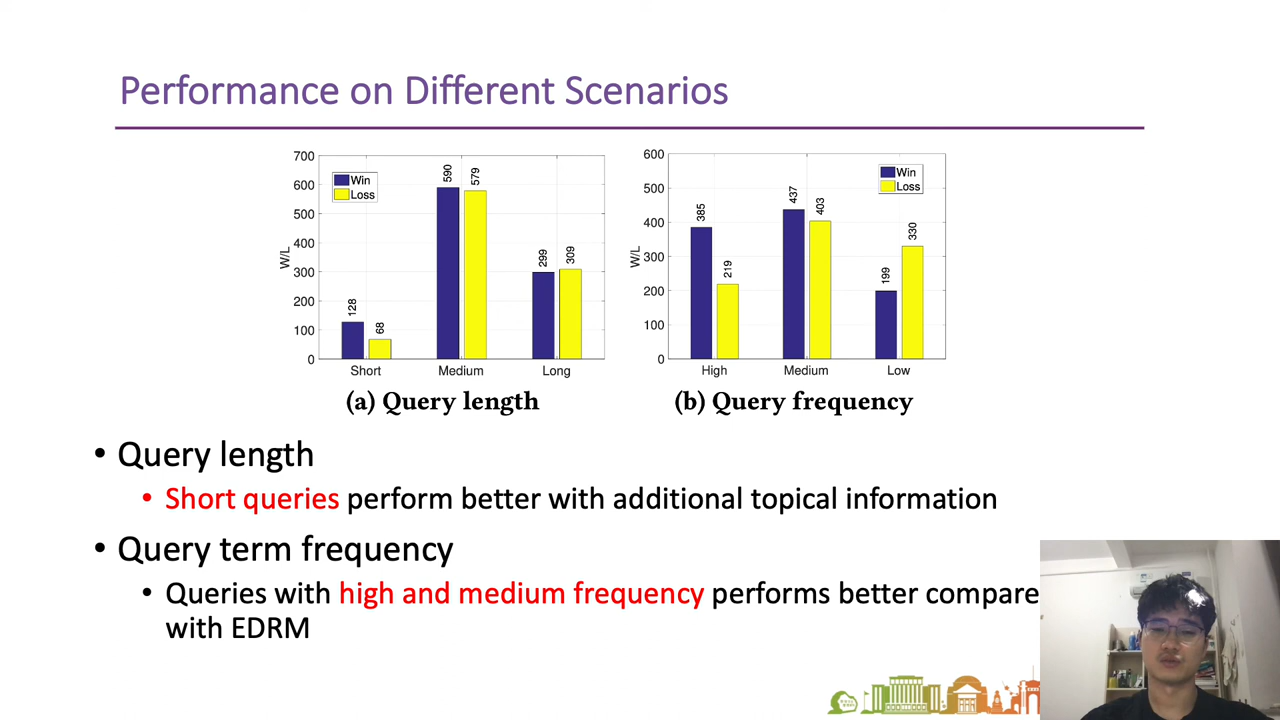 Performance on Different Scenarios
700
600
500
400
300
200
100
0
W/L
Win
Loss
128
68
590
579
299
309
Short
Medium
Long
(a) Query length
600
500
400
300
200
100
0
W/L
Win
Loss
385
219
437
403
199
330
High
Medium
Low
(b) Query frequency
• Query length
• Short queries perform better with additional topical information
• Query term frequency
• Queries with high and medium frequency performs better compare
with EDRM